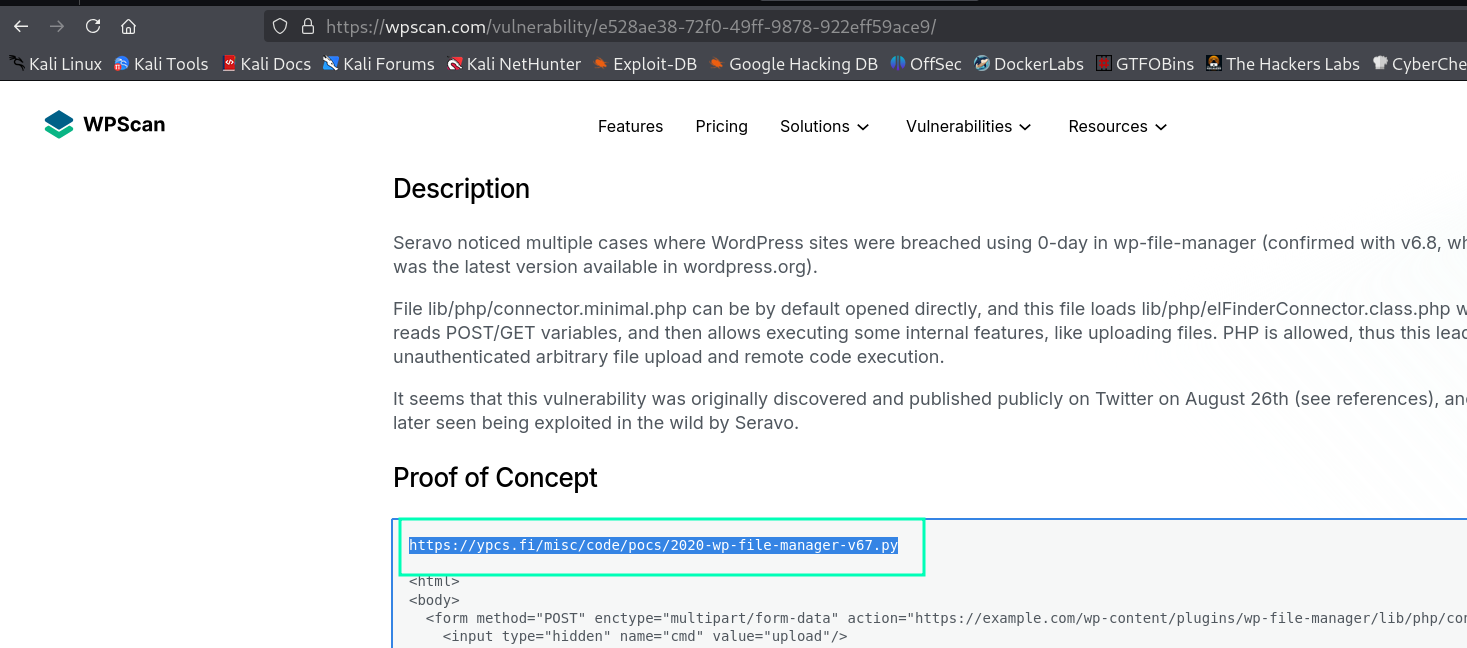 https://wpscan.com/vulnerability/e528ae38-72f0-49ff-9878-922eff59ace9/
Kali Linux Kali Tools Kali Docs Kali Forums Kali NetHunter Exploit-DB Google Hacking DB OffSec DockerLabs GTFOBins The Hackers Labs CyberChe
WPScan Features Pricing Solutions Vulnerabilities Resources
Description
Seravo noticed multiple cases where WordPress sites were breached using 0-day in wp-file-manager (confirmed with v6.8, wh
was the latest version available in wordpress.org).
File lib/php/connector.minimal.php can be by default opened directly, and this file loads lib/php/elFinderConnector.class.php w
reads POST/GET variables, and then allows executing some internal features, like uploading files. PHP is allowed, thus this lead
unauthenticated arbitrary file upload and remote code execution.
It seems that this vulnerability was originally discovered and published publicly on Twitter on August 26th (see references), and
later seen being exploited in the wild by Seravo.
Proof of Concept
https://ypcs.fi/misc/code/pocs/2020-wp-file-manager-v67.py
<html>
<body>
<form method="POST" enctype="multipart/form-data" action="https://example.com/wp-content/plugins/wp-file-manager/lib/php/con
<input type="hidden" name="cmd" value="upload"/>